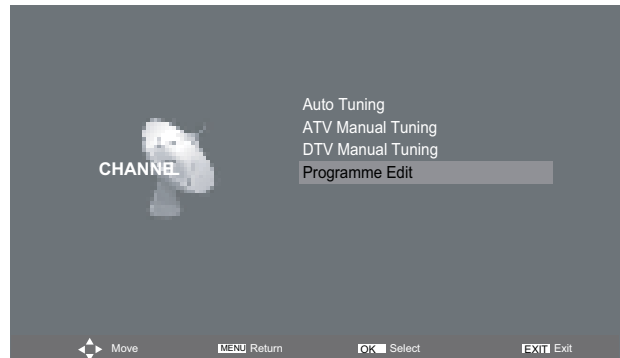 Auto Tuning
ATV Manual Tuning
DTV Manual Tuning
CHANNEL
Programme Edit
Move MENU Return OK Select EXIT Exit